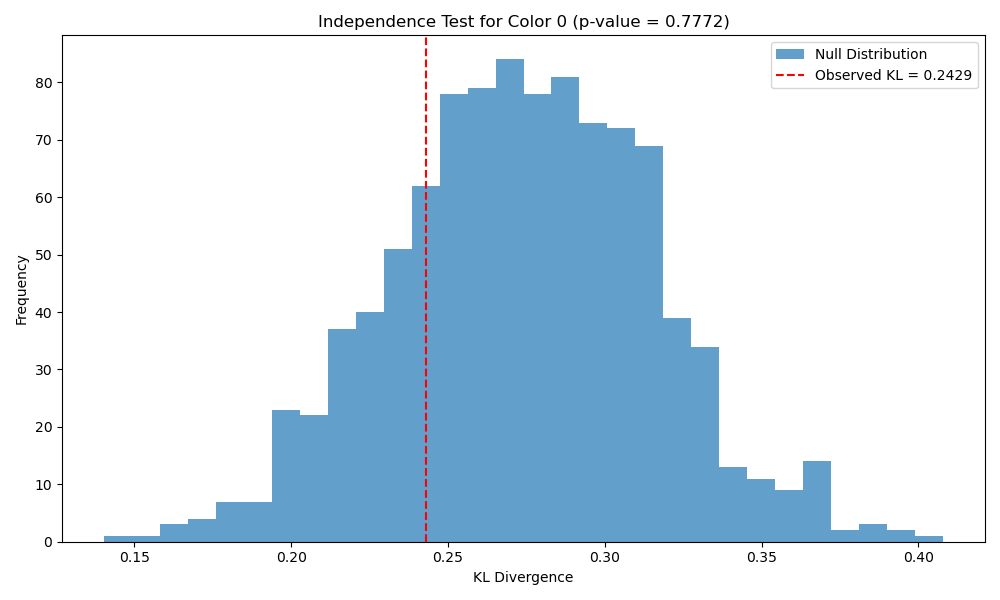 Independence Test for Color 0 (p-value = 0.7772)
Null Distribution
Observed KL = 0.2429
80
70
60
50
40
30
20
10
0
Frequency
0.15 0.20 0.25 0.30 0.35 0.40
KL Divergence